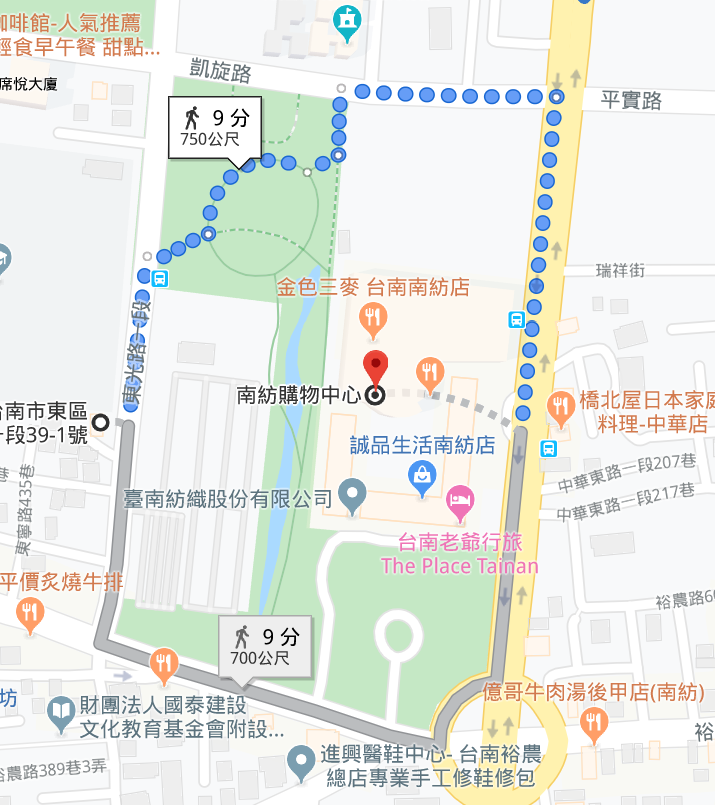 咖啡館-人氣推薦
輕食早午餐 甜點...
席悅大廈
凱旋路
平實路
9 分
750公尺
瑞祥街
金色三麥 台南南紡店
東光路一段
南紡購物中心
台南市東區
一段39-1號
橋北屋日本家庭
料理-中華店
誠品生活南紡店
中華東路一段207巷
中華東路一段217巷
臺南紡織股份有限公司
東寧路435巷
台南老爺行旅
The Place Tainan
平價炙燒牛排
裕農路60
9 分
700公尺
坊
億哥牛肉湯後甲店(南紡)
財團法人國泰建設
文化教育基金會附設...
裕
進興醫鞋中心- 台南裕農
總店專業手工修鞋修包
裕農路389巷3弄